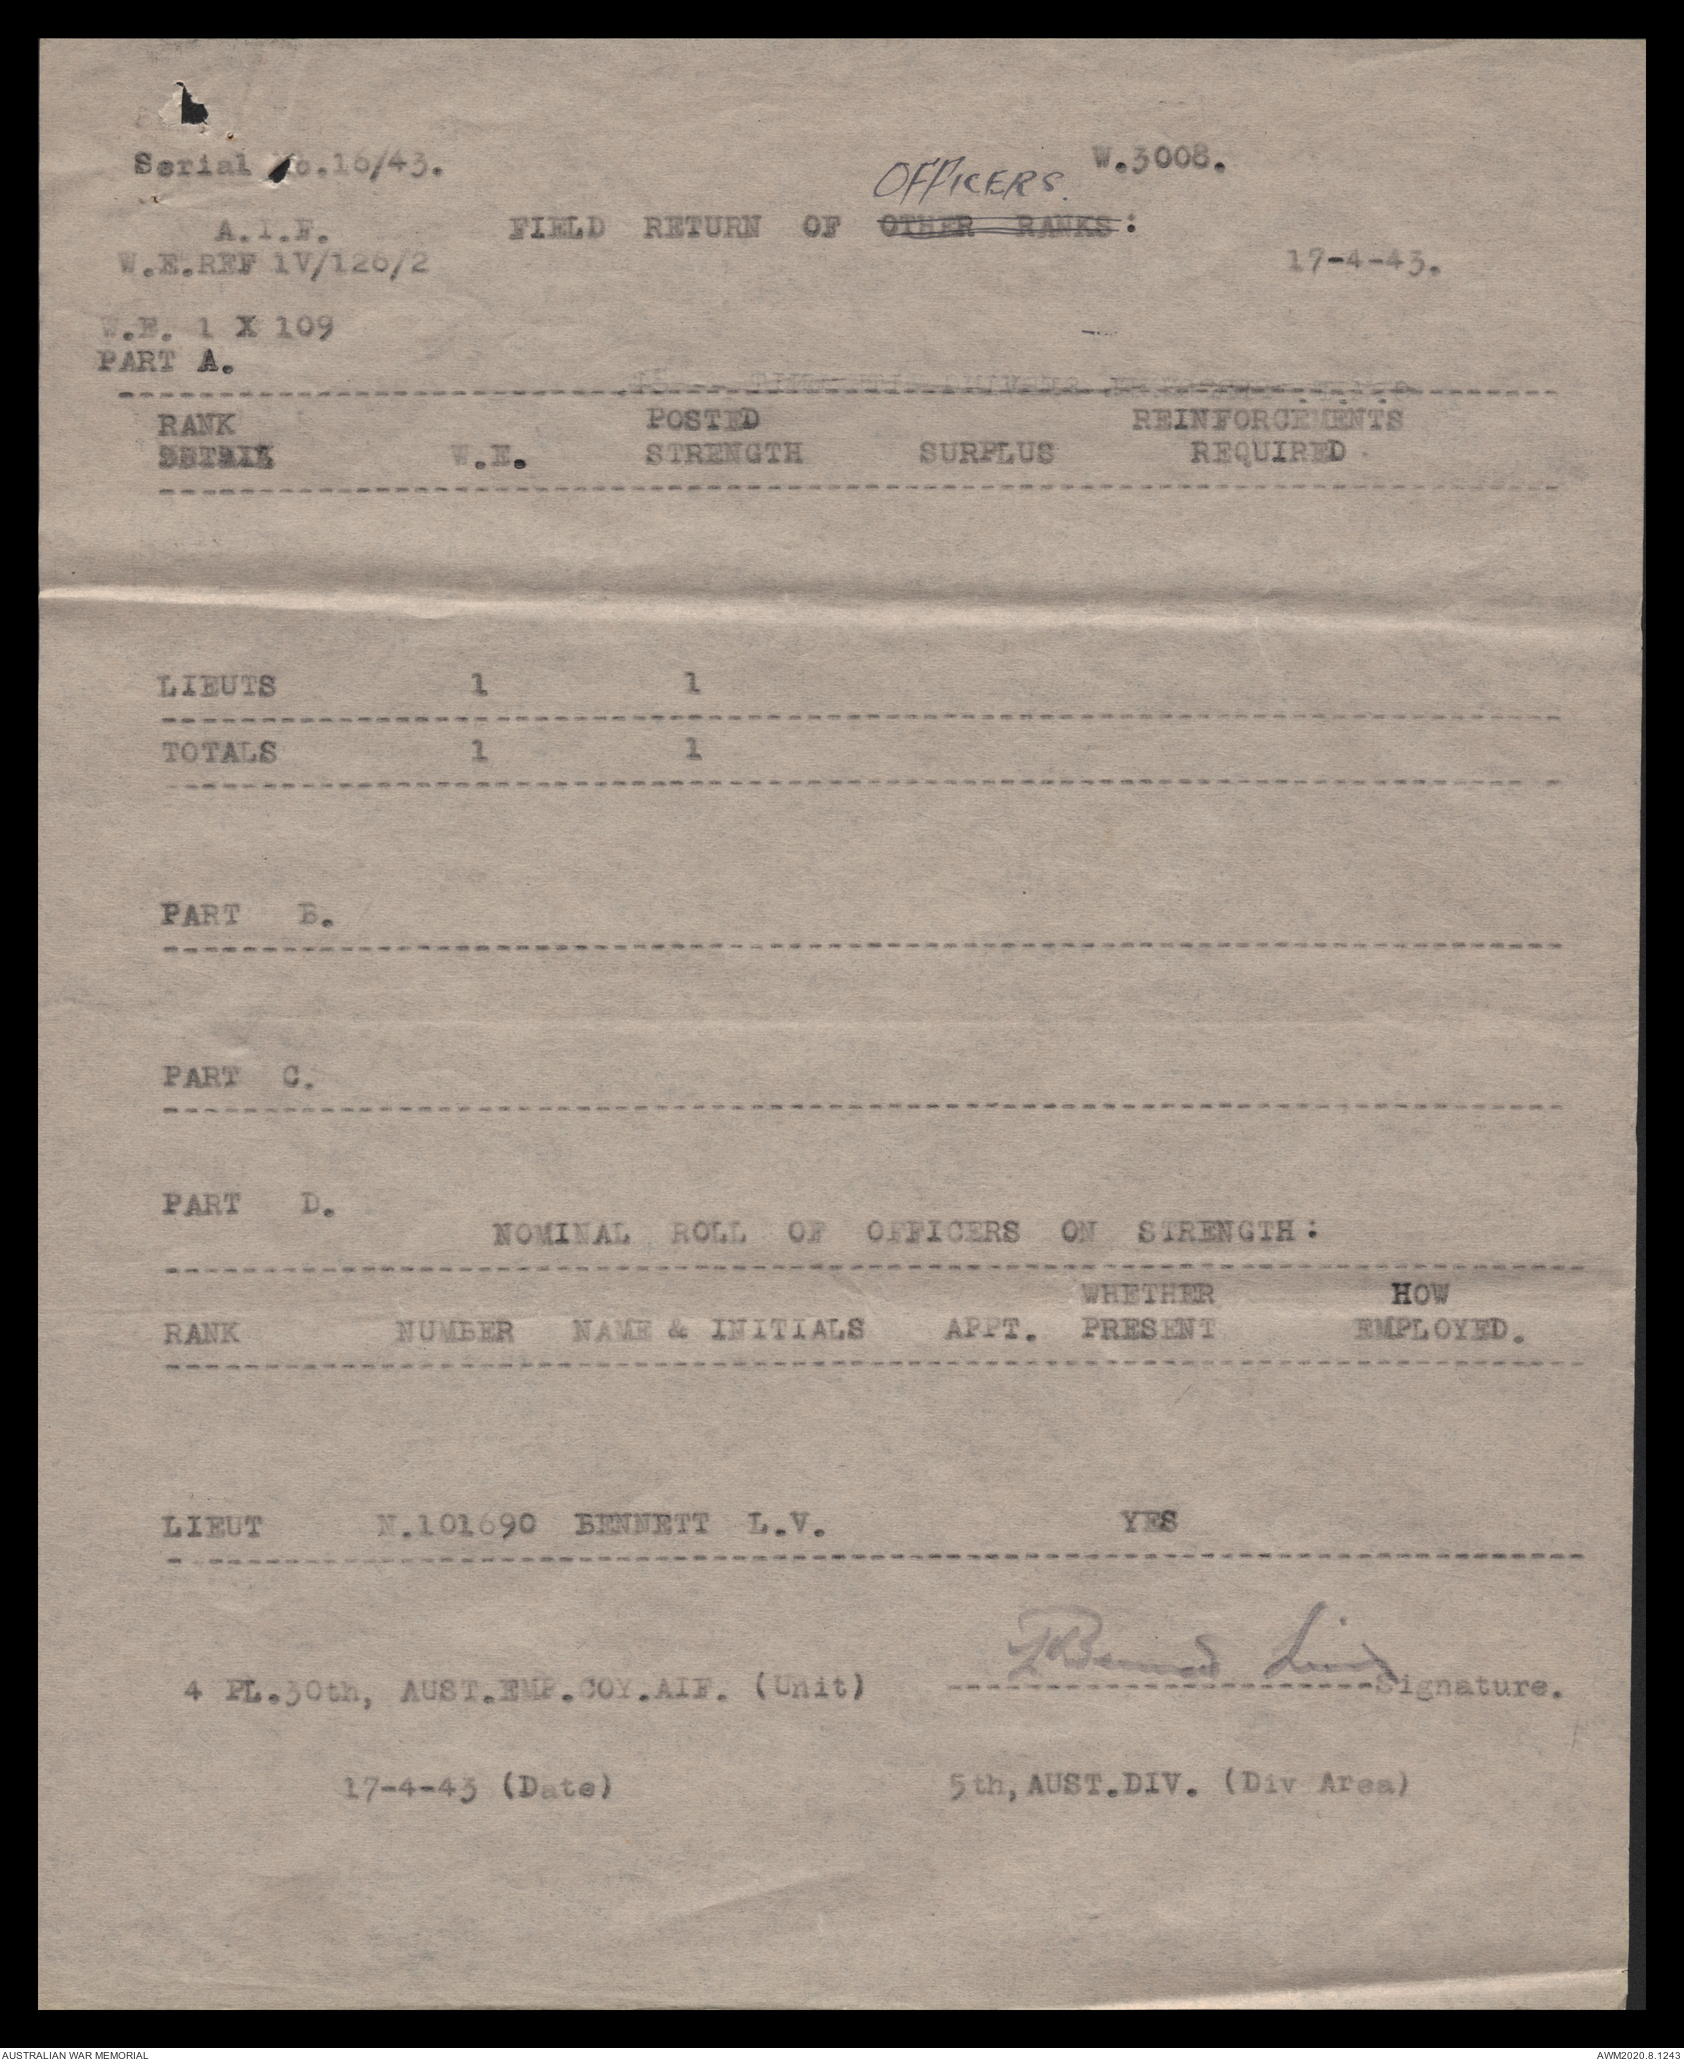 Serial No.16/43.
W.3008.
OFFICERS.
A.I.F. FIELD RETURN OF OTHER RANKS:
W.E.REF 1V/126/2 17-4-43.
W.E. 1 X 109
PART A.
RANK POSTED REINFORCEMENTS
DETAIL W.E. STRENGTH SURPLUS REQUIRED
LIEUTS 1 1
TOTALS 1 1
PART B.
PART C.
PART D.
NOMINAL ROLL OF OFFICERS ON STRENGTH:
WHETHER HOW
RANK NUMBER NAME & INITIALS APPT. PRESENT EMPLOYED.
LIEUT N.101690 BENNETT L.V. YES
4 PL.30th, AUST.EMP.COY.AIF. (Unit) Signature.
17-4-43 (Date) 5th,AUST.DIV. (Div Area)
AUSTRALIAN WAR MEMORIAL AWM2020.8.1243